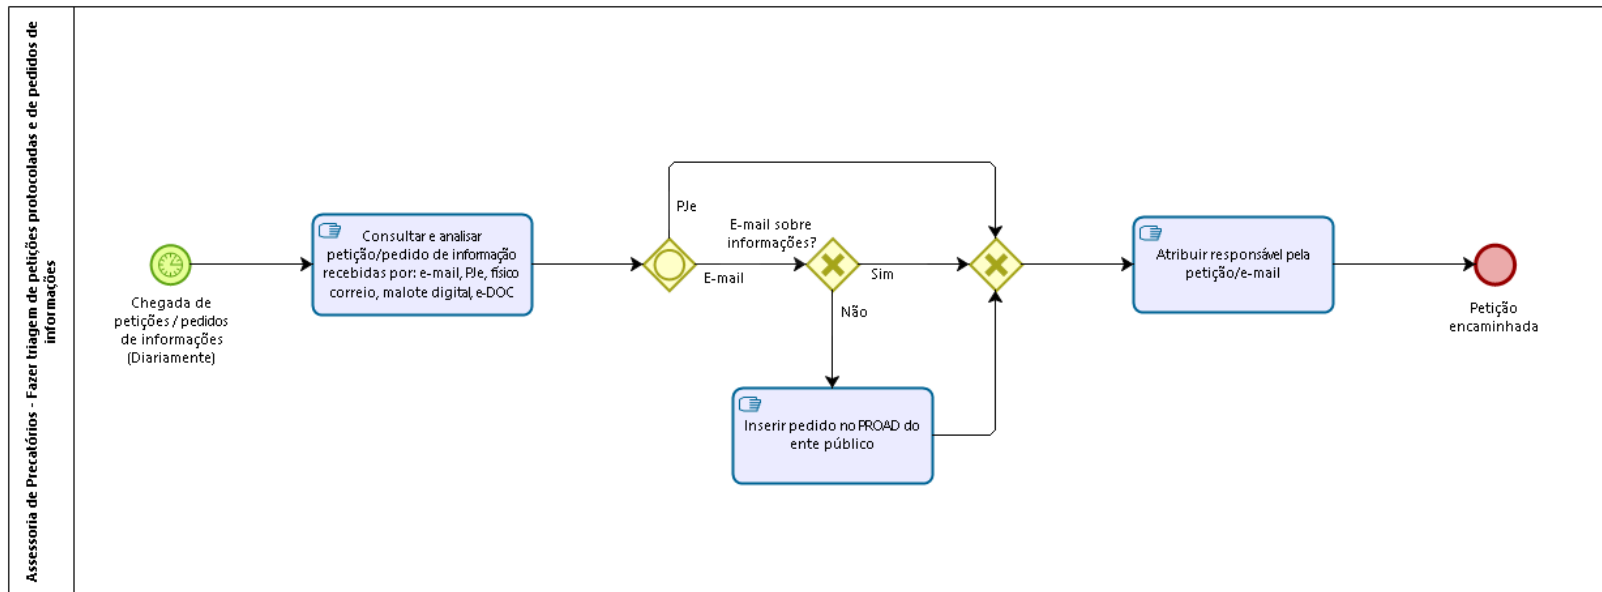 Assessoria de Precatórios - Fazer triagem de petições protocoladas e de pedidos de
informações
Chegada de
petições / pedidos
de informações
(Diariamente)
Consultar e analisar
petição/pedido de informação
recebidas por: e-mail, PJe, físico
correio, malote digital, e-DOC
PJe
E-mail
E-mail sobre
informações?
Sim
Não
Inserir pedido no PROAD do
ente público
Atribuir responsável pela
petição/e-mail
Petição
encaminhada